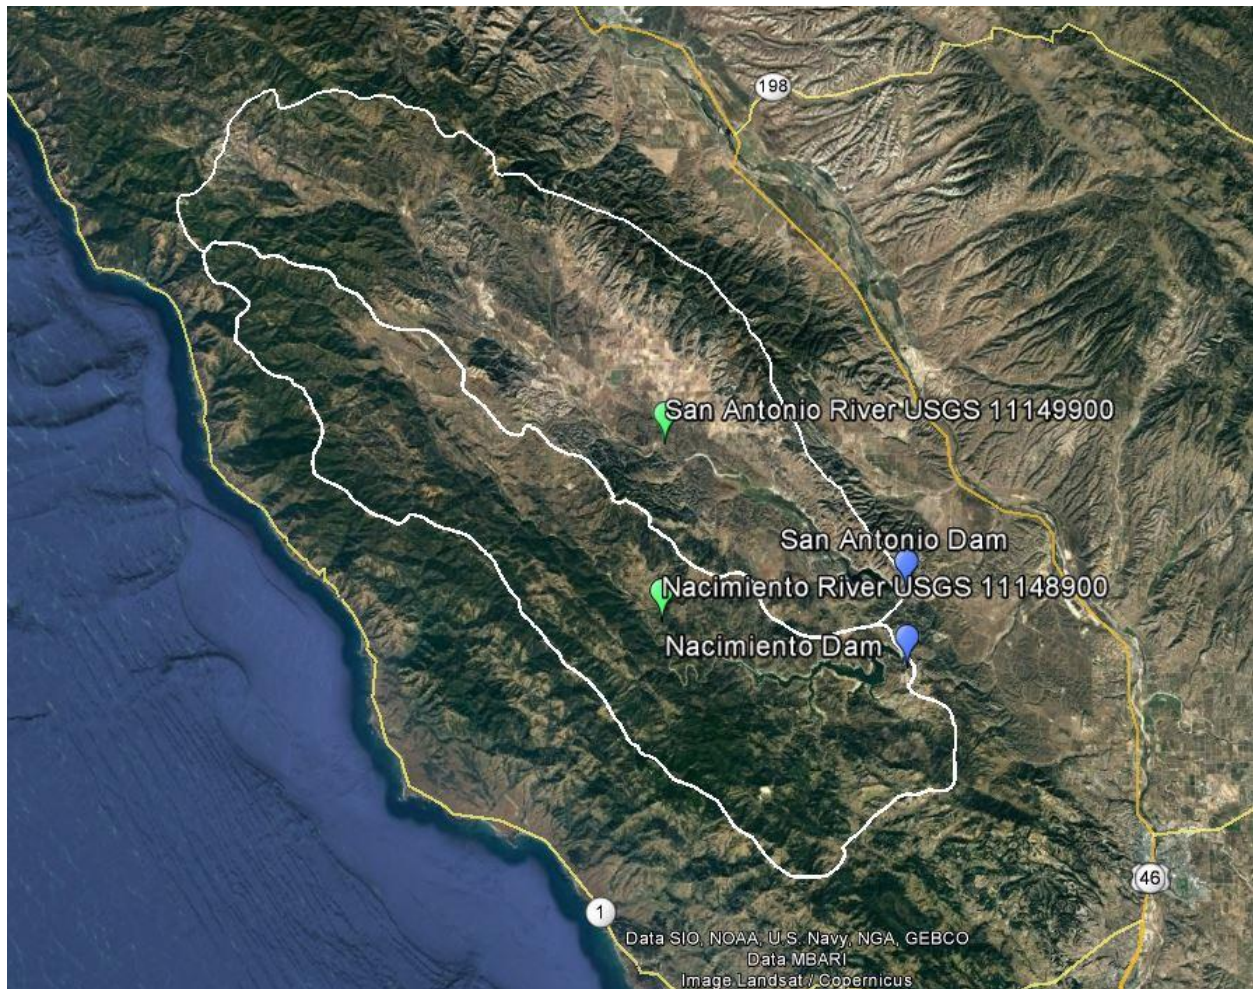 198
San Antonio River USGS 11149900
San Antonio Dam
Nacimiento River USGS 11148900
Nacimiento Dam
46
1
Data SIO, NOAA, U.S. Navy, NGA, GEBCO
Data MBARI
Image Landsat / Copernicus